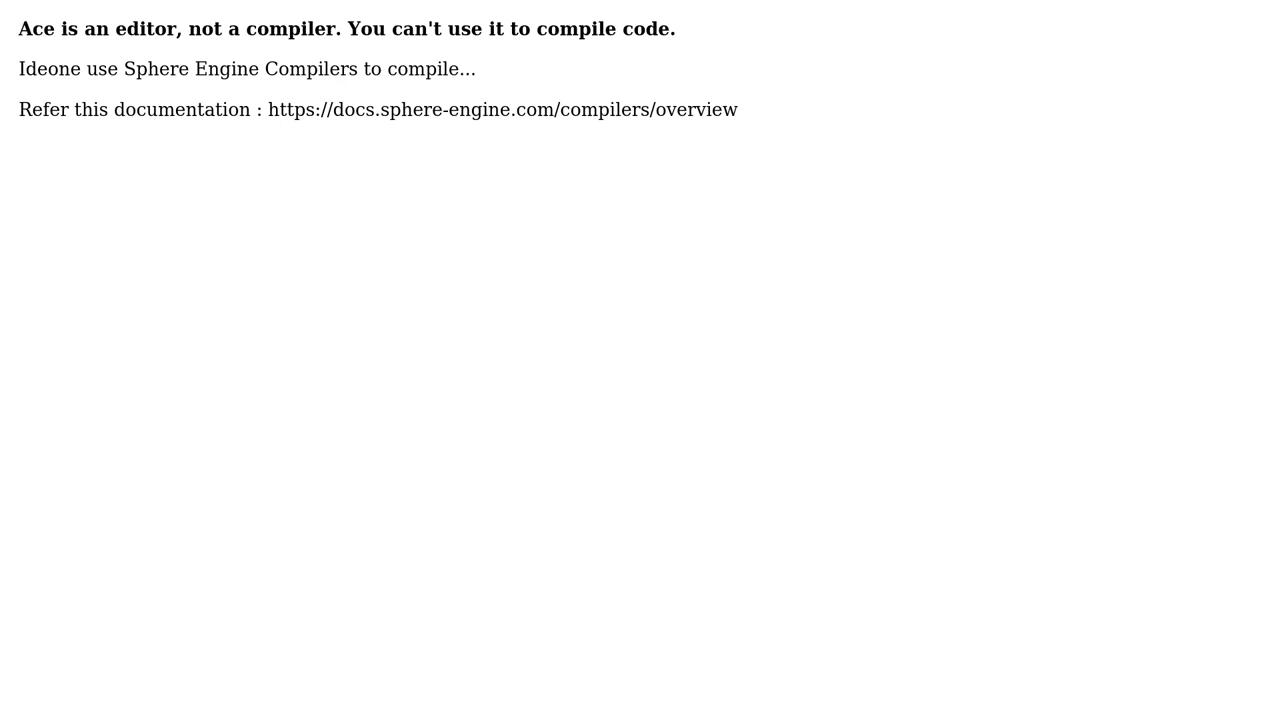 Ace is an editor, not a compiler. You can't use it to compile code.
Ideone use Sphere Engine Compilers to compile...
Refer this documentation : https://docs.sphere-engine.com/compilers/overview